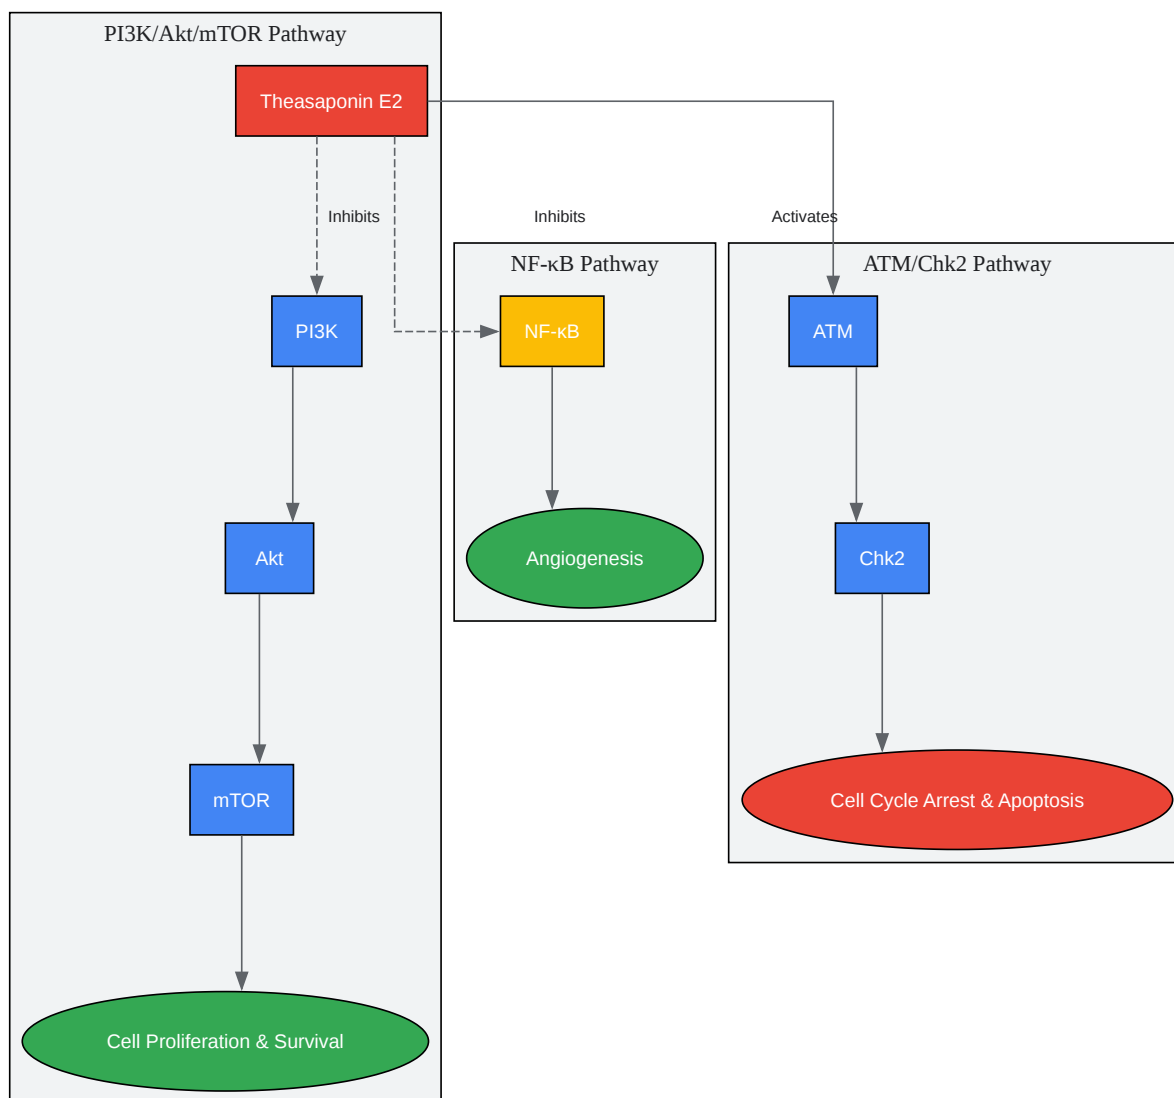 PI3K/Akt/mTOR Pathway
Theasaponin E2
Inhibits
Inhibits
Activates
NF-κB Pathway
ATM/Chk2 Pathway
PI3K
NF-κB
ATM
Akt
Angiogenesis
Chk2
mTOR
Cell Cycle Arrest & Apoptosis
Cell Proliferation & Survival